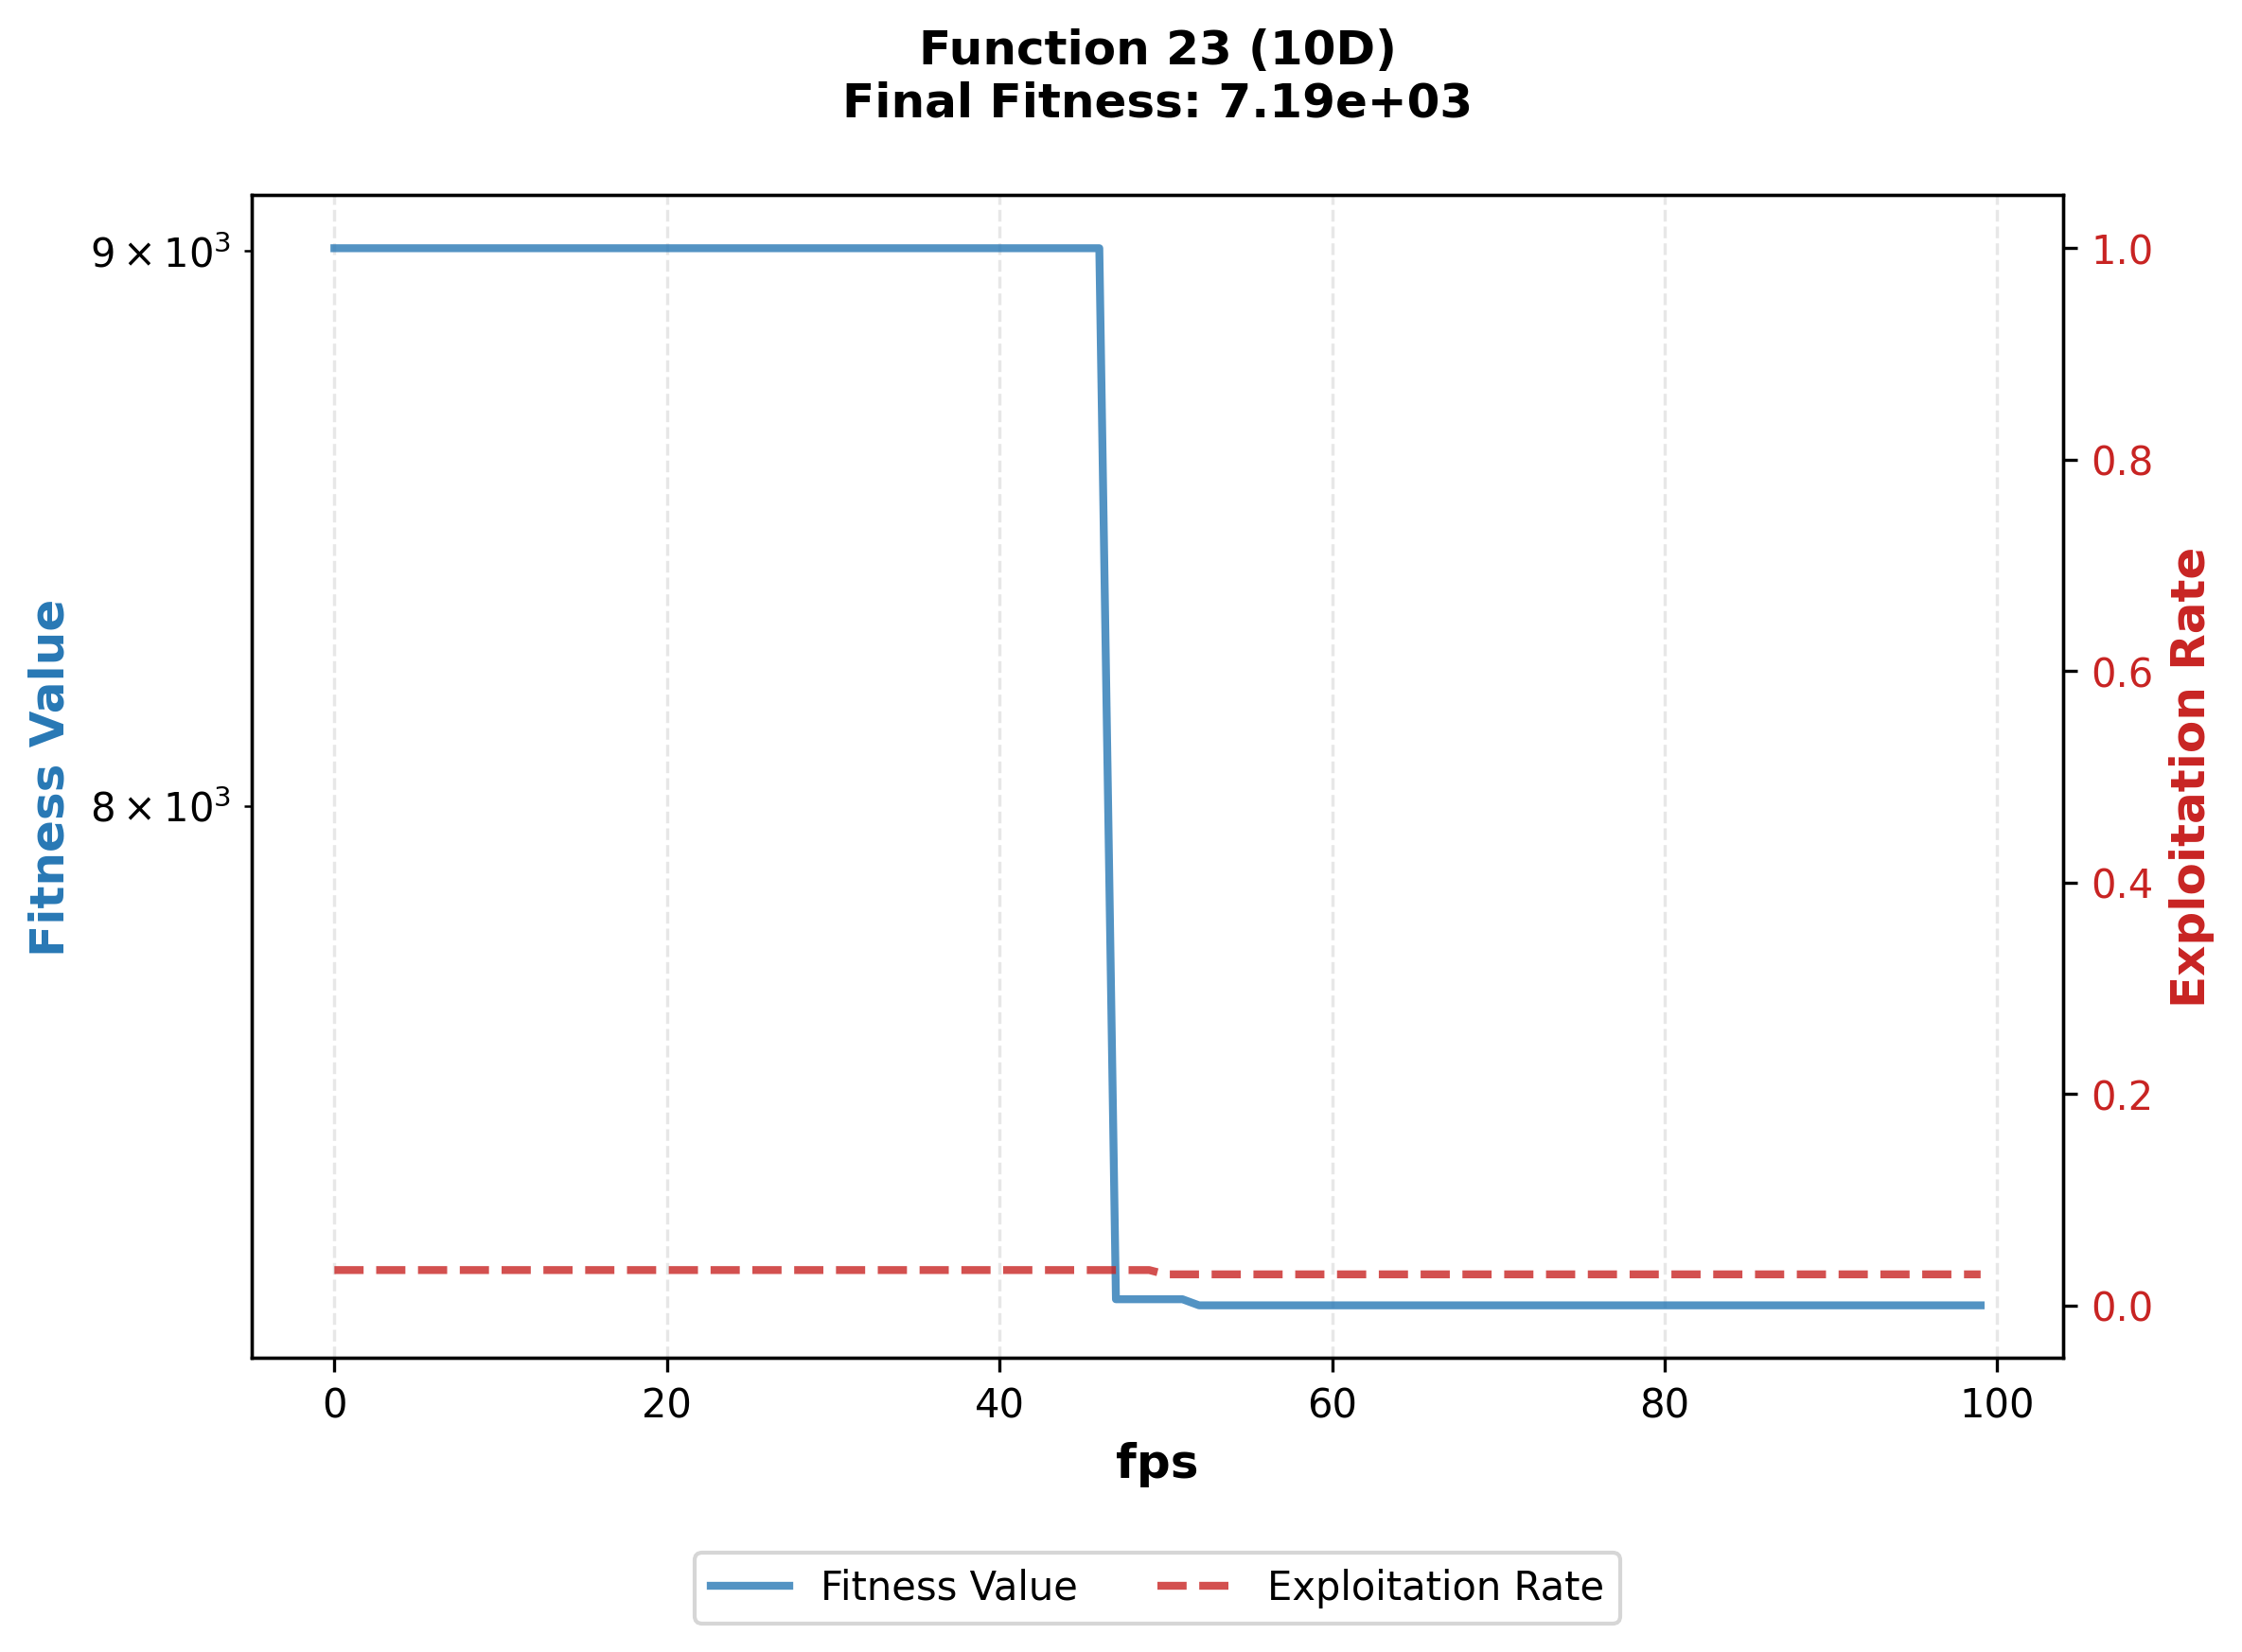 Function 23 (10D)
Final Fitness: 7.19e+03
9 × 10³
8 × 10³
Fitness Value
1.0
0.8
0.6
0.4
0.2
0.0
Exploitation Rate
0 20 40 60 80 100
fps
Fitness Value Exploitation Rate